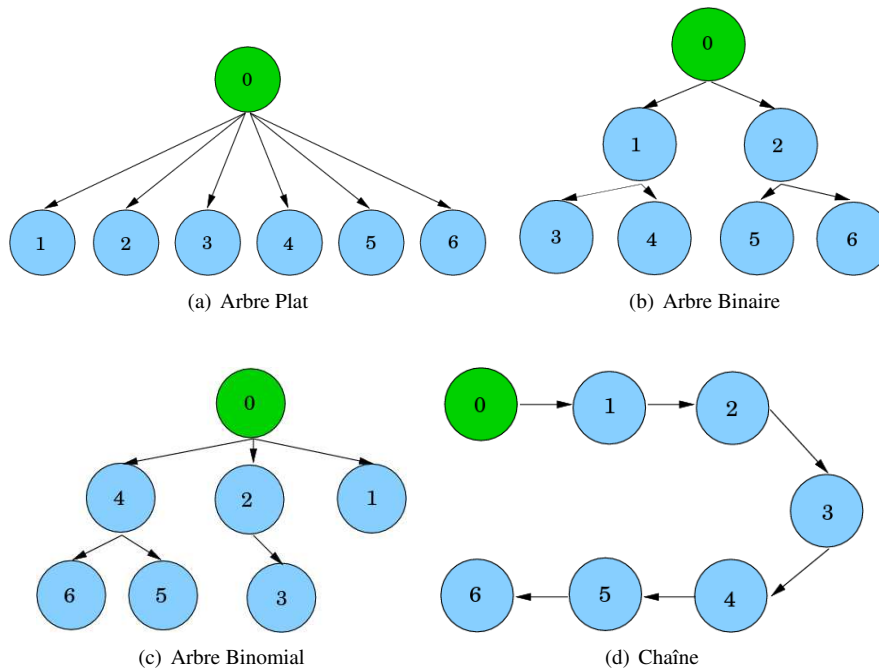 0
1 2 3 4 5 6
(a) Arbre Plat
0
1 2
3 4 5 6
(b) Arbre Binaire
0
4 2 1
6 5 3
(c) Arbre Binomial
0 1 2
3
6 5 4
(d) Chaîne